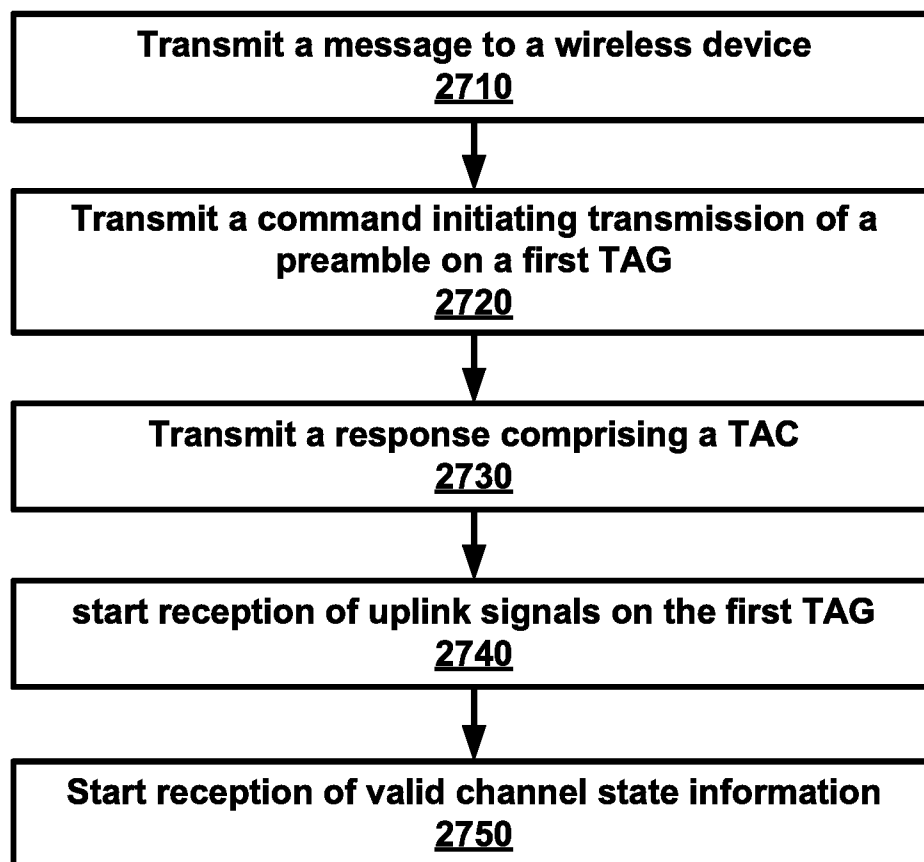 Transmit a message to a wireless device
2710
Transmit a command initiating transmission of a
preamble on a first TAG
2720
Transmit a response comprising a TAC
2730
start reception of uplink signals on the first TAG
2740
Start reception of valid channel state information
2750